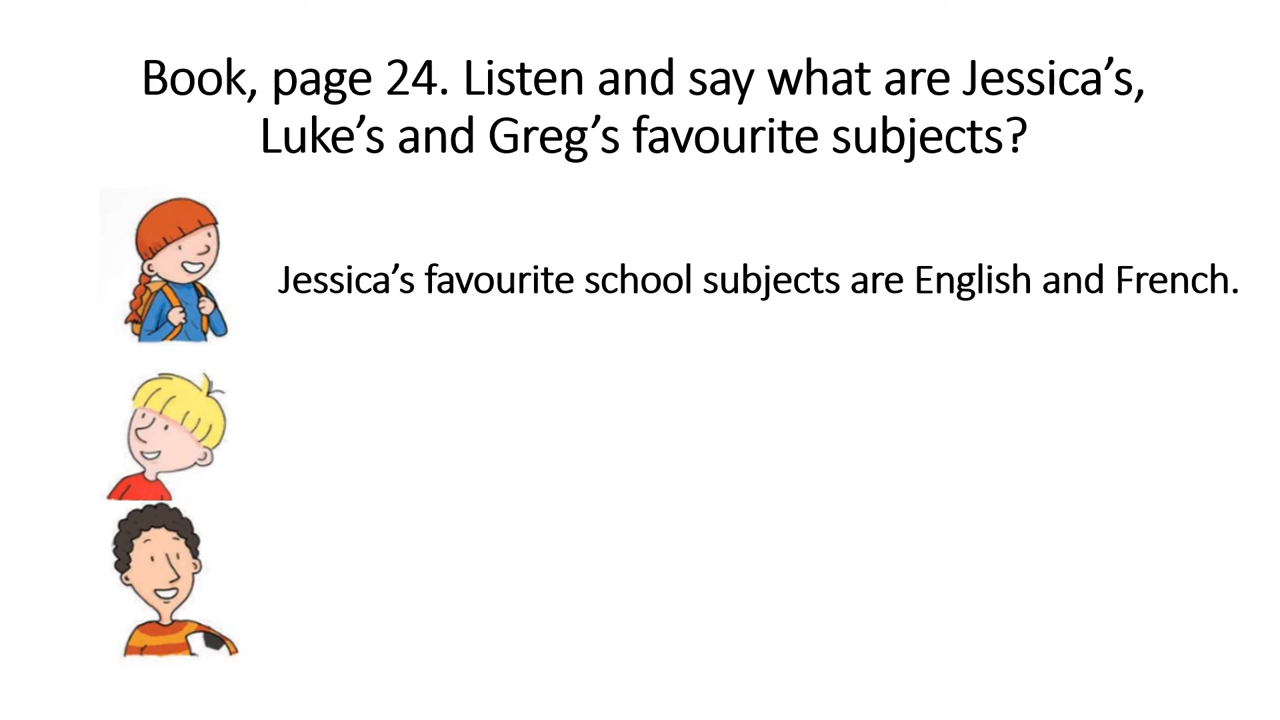 Book, page 24. Listen and say what are Jessica’s,
Luke’s and Greg’s favourite subjects?
Jessica’s favourite school subjects are English and French.